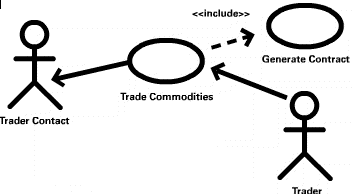 <<include>>
Generate Contract
Trade Commodities
Trader Contact
Trader